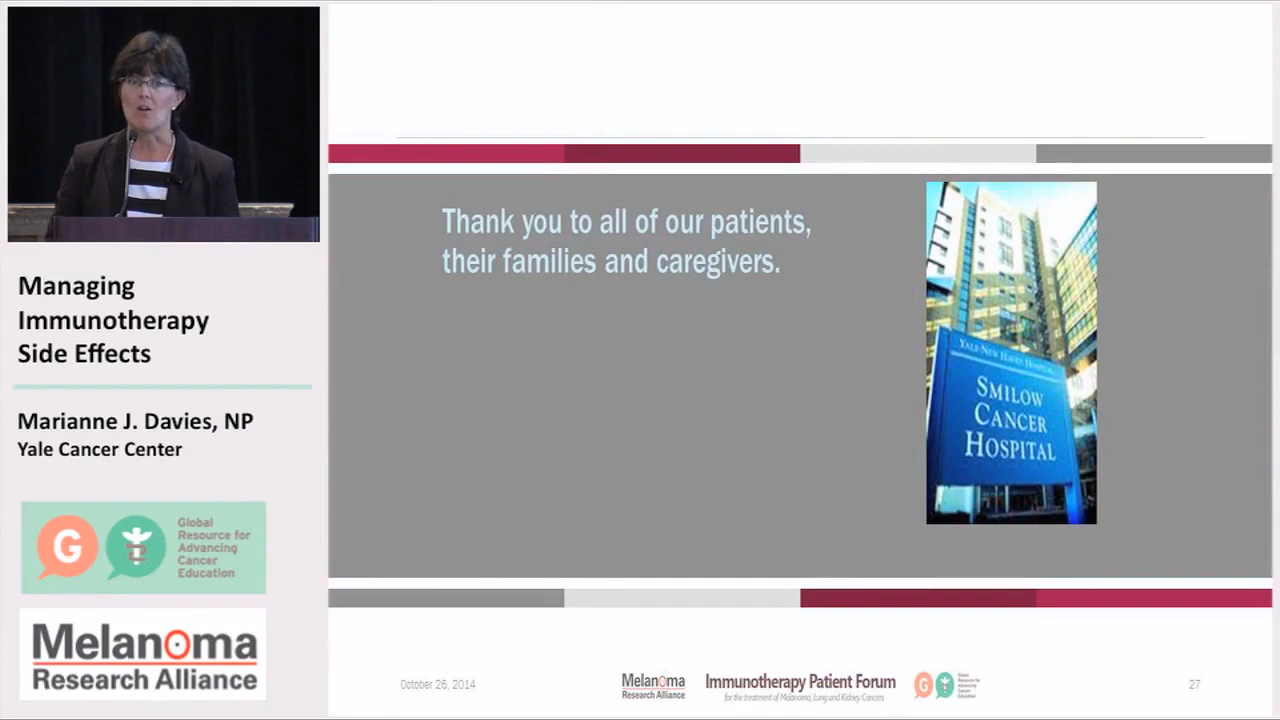 Managing
Immunotherapy
Side Effects
Marianne J. Davies, NP
Yale Cancer Center
G
Global
Resource for
Advancing
Cancer
Education
Melanoma
Research Alliance
Thank you to all of our patients,
their families and caregivers.
YALE-NEW HAVEN HOSPITAL
SMILOW
CANCER
HOSPITAL
October 26, 2014
Melanoma
Research Alliance
Immunotherapy Patient Forum
for the treatment of Melanoma, Lung and Kidney Cancers
G
Global
Resource for
Advancing
Cancer
Education
27